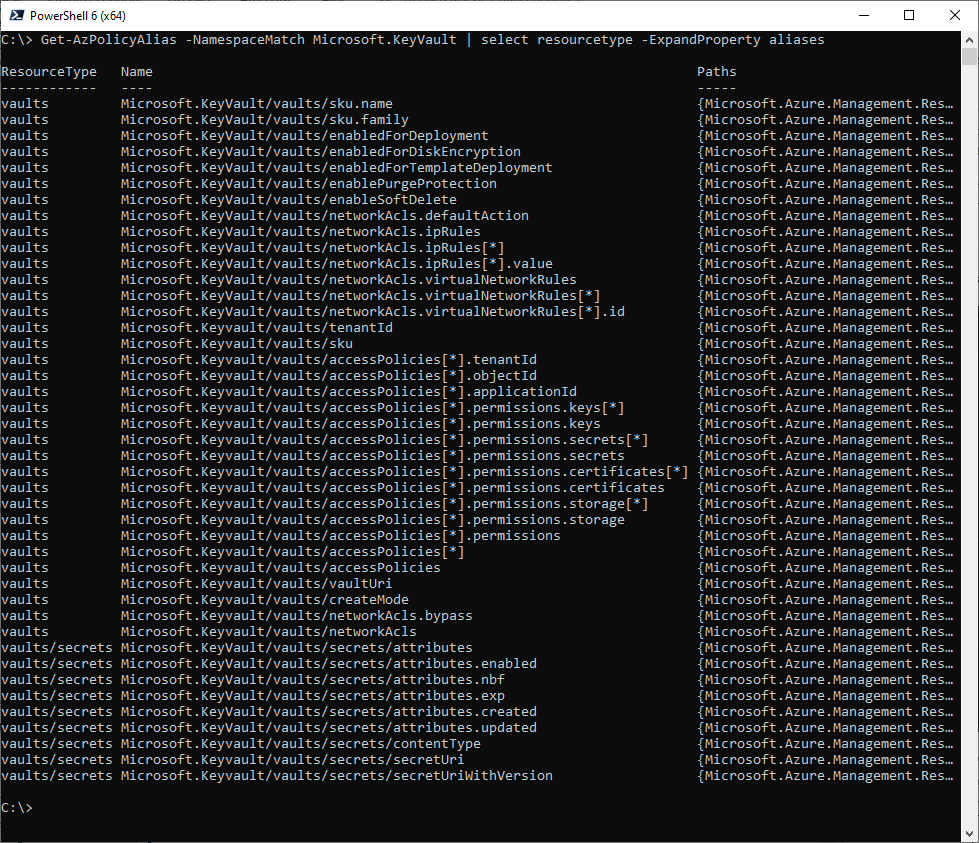 PowerShell 6 (x64)
C:\> Get-AzPolicyAlias -NamespaceMatch Microsoft.KeyVault | select resourcetype -ExpandProperty aliases
ResourceType Name Paths
------------ ---- -----
vaults Microsoft.KeyVault/vaults/sku.name {Microsoft.Azure.Management.Res…
vaults Microsoft.KeyVault/vaults/sku.family {Microsoft.Azure.Management.Res…
vaults Microsoft.KeyVault/vaults/enabledForDeployment {Microsoft.Azure.Management.Res…
vaults Microsoft.KeyVault/vaults/enabledForDiskEncryption {Microsoft.Azure.Management.Res…
vaults Microsoft.KeyVault/vaults/enabledForTemplateDeployment {Microsoft.Azure.Management.Res…
vaults Microsoft.KeyVault/vaults/enablePurgeProtection {Microsoft.Azure.Management.Res…
vaults Microsoft.KeyVault/vaults/enableSoftDelete {Microsoft.Azure.Management.Res…
vaults Microsoft.KeyVault/vaults/networkAcls.defaultAction {Microsoft.Azure.Management.Res…
vaults Microsoft.KeyVault/vaults/networkAcls.ipRules {Microsoft.Azure.Management.Res…
vaults Microsoft.KeyVault/vaults/networkAcls.ipRules[*] {Microsoft.Azure.Management.Res…
vaults Microsoft.KeyVault/vaults/networkAcls.ipRules[*].value {Microsoft.Azure.Management.Res…
vaults Microsoft.KeyVault/vaults/networkAcls.virtualNetworkRules {Microsoft.Azure.Management.Res…
vaults Microsoft.KeyVault/vaults/networkAcls.virtualNetworkRules[*] {Microsoft.Azure.Management.Res…
vaults Microsoft.KeyVault/vaults/networkAcls.virtualNetworkRules[*].id {Microsoft.Azure.Management.Res…
vaults Microsoft.KeyVault/vaults/tenantId {Microsoft.Azure.Management.Res…
vaults Microsoft.KeyVault/vaults/sku {Microsoft.Azure.Management.Res…
vaults Microsoft.KeyVault/vaults/accessPolicies[*].tenantId {Microsoft.Azure.Management.Res…
vaults Microsoft.KeyVault/vaults/accessPolicies[*].objectId {Microsoft.Azure.Management.Res…
vaults Microsoft.KeyVault/vaults/accessPolicies[*].applicationId {Microsoft.Azure.Management.Res…
vaults Microsoft.KeyVault/vaults/accessPolicies[*].permissions.keys[*] {Microsoft.Azure.Management.Res…
vaults Microsoft.KeyVault/vaults/accessPolicies[*].permissions.keys {Microsoft.Azure.Management.Res…
vaults Microsoft.KeyVault/vaults/accessPolicies[*].permissions.secrets[*] {Microsoft.Azure.Management.Res…
vaults Microsoft.KeyVault/vaults/accessPolicies[*].permissions.secrets {Microsoft.Azure.Management.Res…
vaults Microsoft.KeyVault/vaults/accessPolicies[*].permissions.certificates[*] {Microsoft.Azure.Management.Res…
vaults Microsoft.KeyVault/vaults/accessPolicies[*].permissions.certificates {Microsoft.Azure.Management.Res…
vaults Microsoft.KeyVault/vaults/accessPolicies[*].permissions.storage[*] {Microsoft.Azure.Management.Res…
vaults Microsoft.KeyVault/vaults/accessPolicies[*].permissions.storage {Microsoft.Azure.Management.Res…
vaults Microsoft.KeyVault/vaults/accessPolicies[*].permissions {Microsoft.Azure.Management.Res…
vaults Microsoft.KeyVault/vaults/accessPolicies[*] {Microsoft.Azure.Management.Res…
vaults Microsoft.KeyVault/vaults/accessPolicies {Microsoft.Azure.Management.Res…
vaults Microsoft.KeyVault/vaults/vaultUri {Microsoft.Azure.Management.Res…
vaults Microsoft.KeyVault/vaults/createMode {Microsoft.Azure.Management.Res…
vaults Microsoft.KeyVault/vaults/networkAcls.bypass {Microsoft.Azure.Management.Res…
vaults Microsoft.KeyVault/vaults/networkAcls {Microsoft.Azure.Management.Res…
vaults/secrets Microsoft.KeyVault/vaults/secrets/attributes {Microsoft.Azure.Management.Res…
vaults/secrets Microsoft.KeyVault/vaults/secrets/attributes.enabled {Microsoft.Azure.Management.Res…
vaults/secrets Microsoft.KeyVault/vaults/secrets/attributes.nbf {Microsoft.Azure.Management.Res…
vaults/secrets Microsoft.KeyVault/vaults/secrets/attributes.exp {Microsoft.Azure.Management.Res…
vaults/secrets Microsoft.KeyVault/vaults/secrets/attributes.created {Microsoft.Azure.Management.Res…
vaults/secrets Microsoft.KeyVault/vaults/secrets/attributes.updated {Microsoft.Azure.Management.Res…
vaults/secrets Microsoft.Keyvault/vaults/secrets/contentType {Microsoft.Azure.Management.Res…
vaults/secrets Microsoft.KeyVault/vaults/secrets/secretUri {Microsoft.Azure.Management.Res…
vaults/secrets Microsoft.KeyVault/vaults/secrets/secretUriWithVersion {Microsoft.Azure.Management.Res…
C:\>